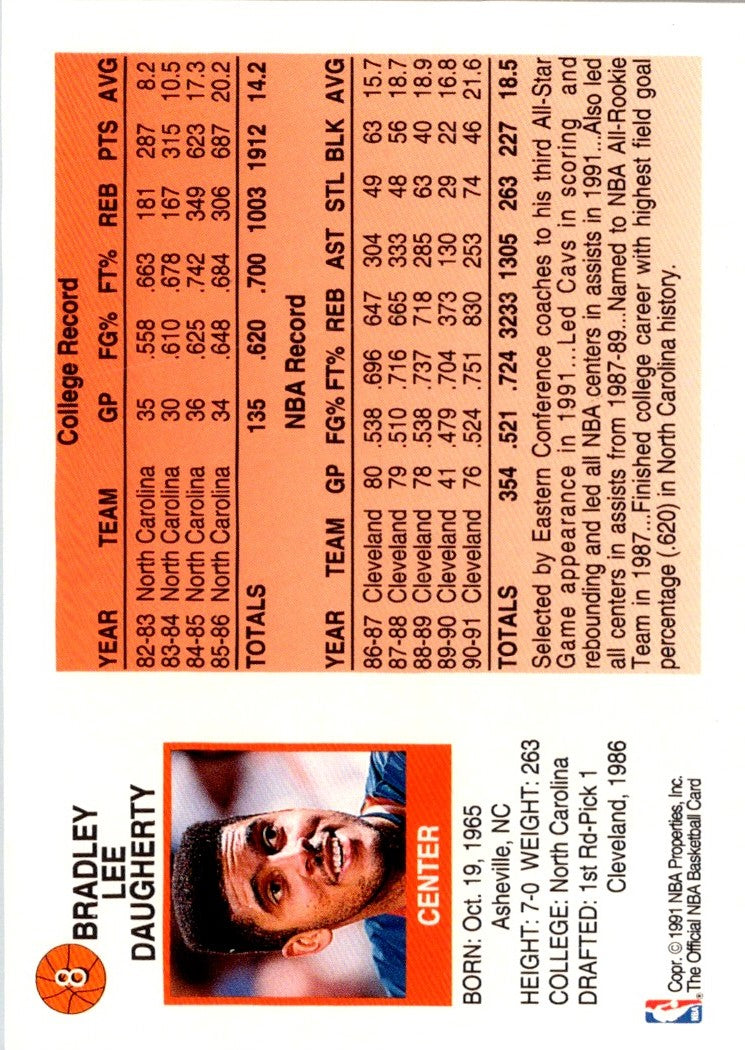 8
BRADLEY
LEE
DAUGHERTY
CENTER
BORN: Oct. 19, 1965
Asheville, NC
HEIGHT: 7-0 WEIGHT: 263
COLLEGE: North Carolina
DRAFTED: 1st Rd-Pick 1
Cleveland, 1986
NBA
Copr. © 1991 NBA Properties, Inc.
®The Official NBA Basketball Card
College Record
YEAR TEAM GP FG% FT% REB PTS AVG
82-83 North Carolina 35 .558 .663 181 287 8.2
83-84 North Carolina 30 .610 .678 167 315 10.5
84-85 North Carolina 36 .625 .742 349 623 17.3
85-86 North Carolina 34 .648 .684 306 687 20.2
TOTALS 135 .620 .700 1003 1912 14.2
NBA Record
YEAR TEAM GP FG% FT% REB AST STL BLK AVG
86-87 Cleveland 80 .538 .696 647 304 49 63 15.7
87-88 Cleveland 79 .510 .716 665 333 48 56 18.7
88-89 Cleveland 78 .538 .737 718 285 63 40 18.9
89-90 Cleveland 41 .479 .704 373 130 29 22 16.8
90-91 Cleveland 76 .524 .751 830 253 74 46 21.6
TOTALS 354 .521 .724 3233 1305 263 227 18.5
Selected by Eastern Conference coaches to his third All-Star
Game appearance in 1991...Led Cavs in scoring and
rebounding and led all NBA centers in assists in 1991...Also led
all centers in assists from 1987-89...Named to NBA All-Rookie
Team in 1987...Finished college career with highest field goal
percentage (.620) in North Carolina history.